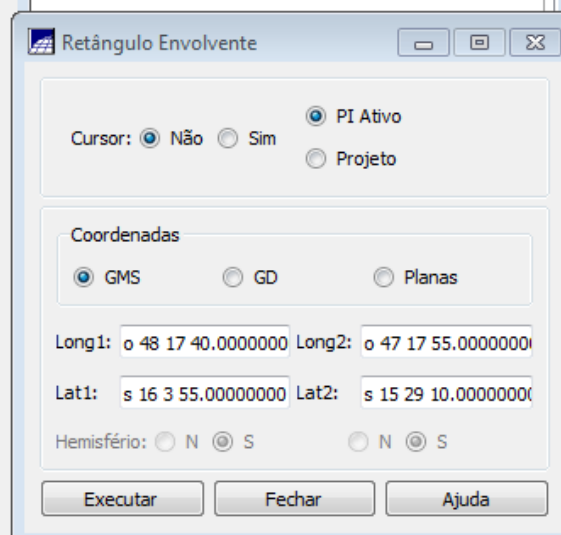 Retângulo Envolvente
Cursor: Não Sim
PI Ativo
Projeto
Coordenadas
GMS GD Planas
Long1: o 48 17 40.0000000 Long2: o 47 17 55.0000000
Lat1: s 16 3 55.00000000 Lat2: s 15 29 10.0000000
Hemisfério: N S N S
Executar Fechar Ajuda